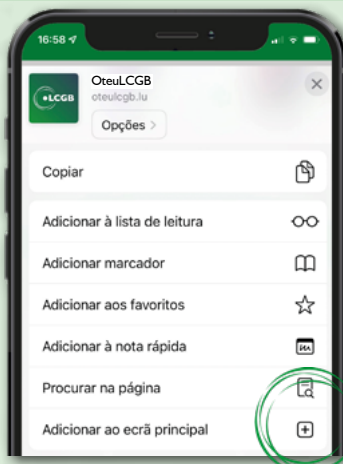 16:58
OteuLCGB
oteulcgb.lu
•LCGB
Opções >
Copiar
Adicionar à lista de leitura
Adicionar marcador
Adicionar aos favoritos
Adicionar à nota rápida
Procurar na página
Adicionar ao ecrã principal